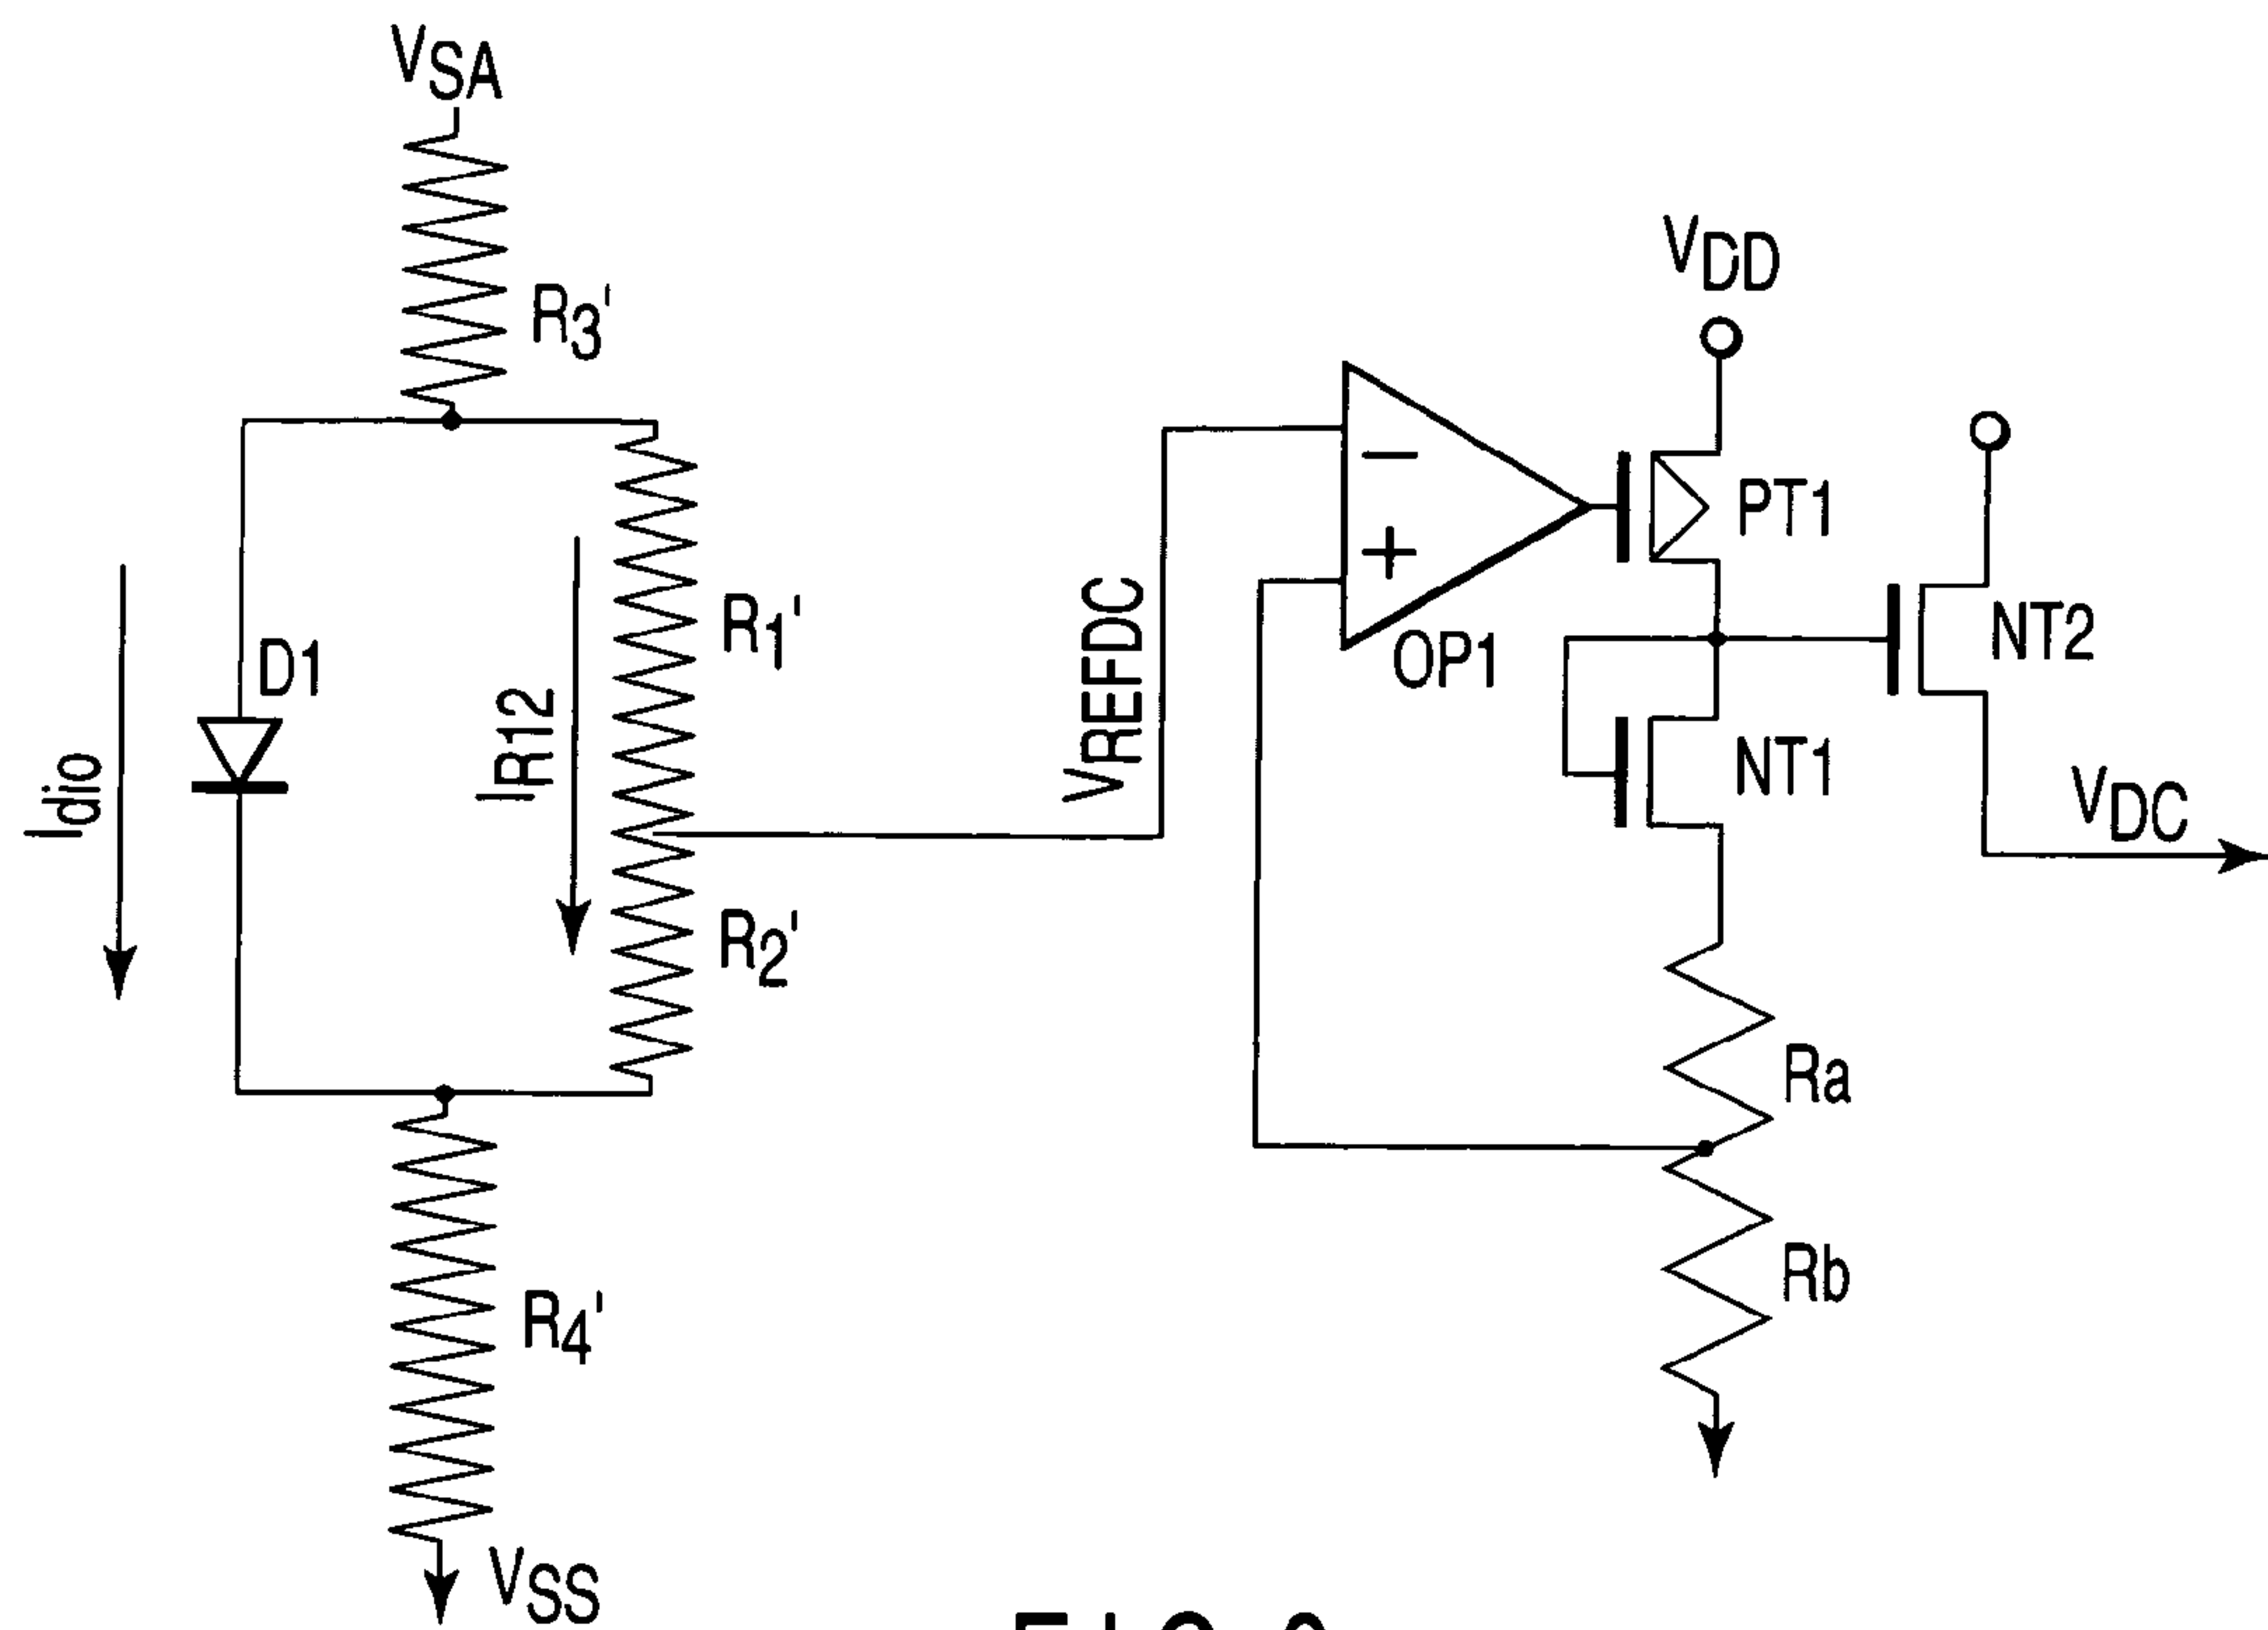 VSA
R3'
VDD
PT1
R1'
NT2
D1
OP1
IR12
VREFDC
NT1
Idio
VDC
R2'
Ra
Rb
R4'
VSS